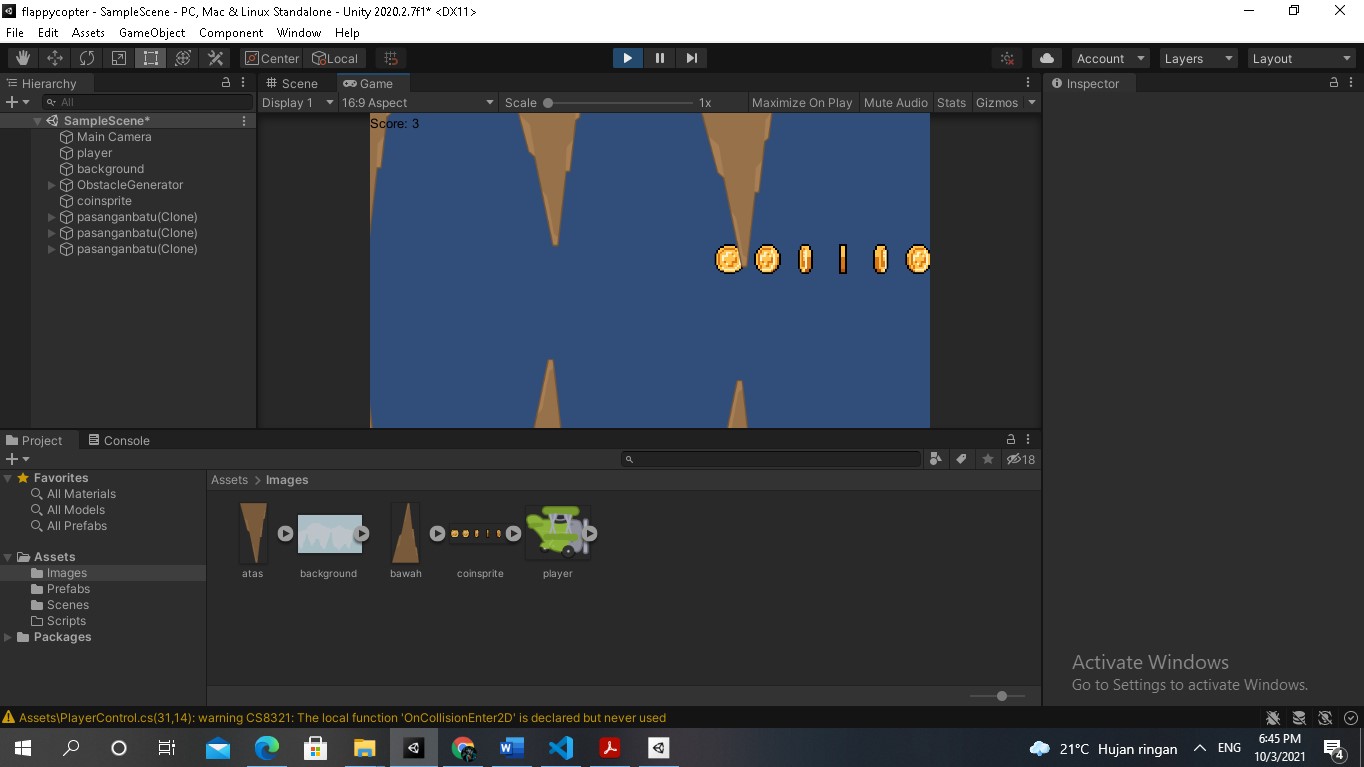 flappycopter - SampleScene - PC, Mac & Linux Standalone - Unity 2020.2.7f1* <DX11>
File Edit Assets GameObject Component Window Help
Center Local Account Layers Layout
Hierarchy Scene Game Inspector
All Display 1 16:9 Aspect Scale 1x Maximize On Play Mute Audio Stats Gizmos
SampleScene*
Score: 3
Main Camera
player
background
ObstacleGenerator
coinsprite
pasanganbatu(Clone)
pasanganbatu(Clone)
pasanganbatu(Clone)
Project Console
18
Favorites
All Materials
All Models
All Prefabs
Assets
Images
Prefabs
Scenes
Scripts
Packages
Assets > Images
atas background bawah coinsprite player
Activate Windows
Go to Settings to activate Windows.
Assets\PlayerControl.cs(31,14): warning CS8321: The local function 'OnCollisionEnter2D' is declared but never used
21°C Hujan ringan ENG
6:45 PM
10/3/2021
4